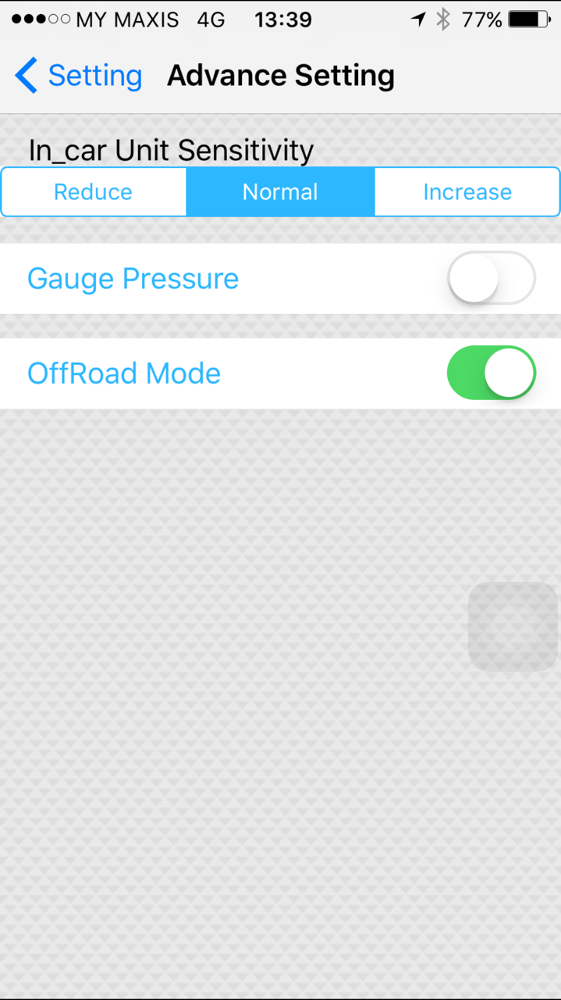 MY MAXIS 4G 13:39 77%
Setting Advance Setting
In_car Unit Sensitivity
Reduce Normal Increase
Gauge Pressure
OffRoad Mode